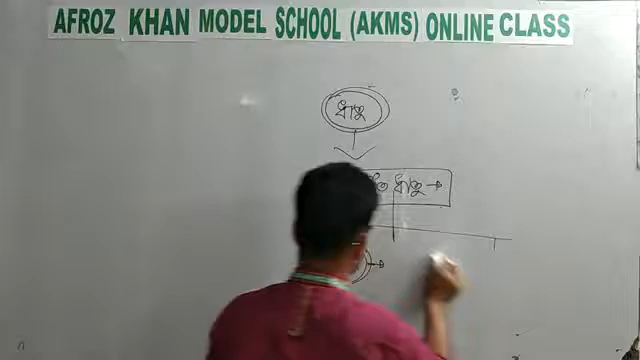 AFROZ KHAN MODEL SCHOOL (AKMS) ONLINE CLASS
ধাতু
ধাতু